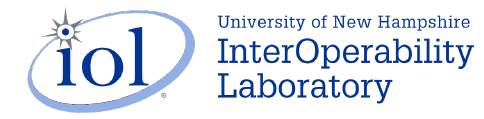 iol
®
University of New Hampshire
InterOperability
Laboratory